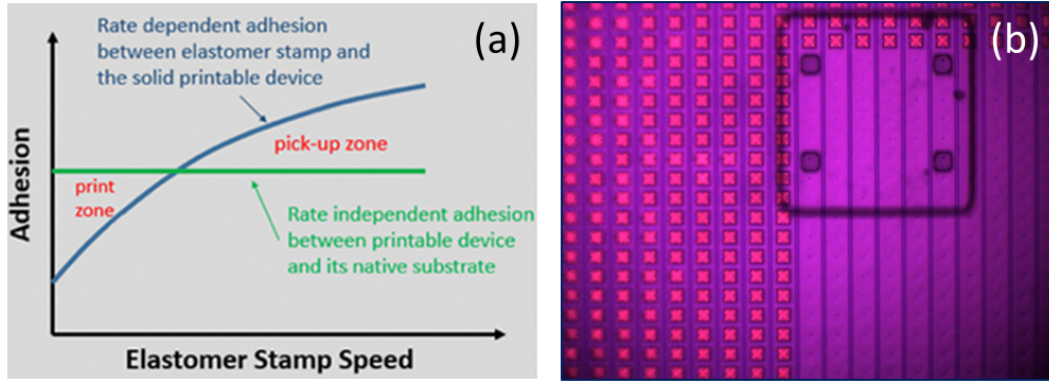 Rate dependent adhesion
between elastomer stamp and
the solid printable device
(a)
pick-up zone
print
zone
Rate independent adhesion
between printable device
and its native substrate
Adhesion
Elastomer Stamp Speed
(b)